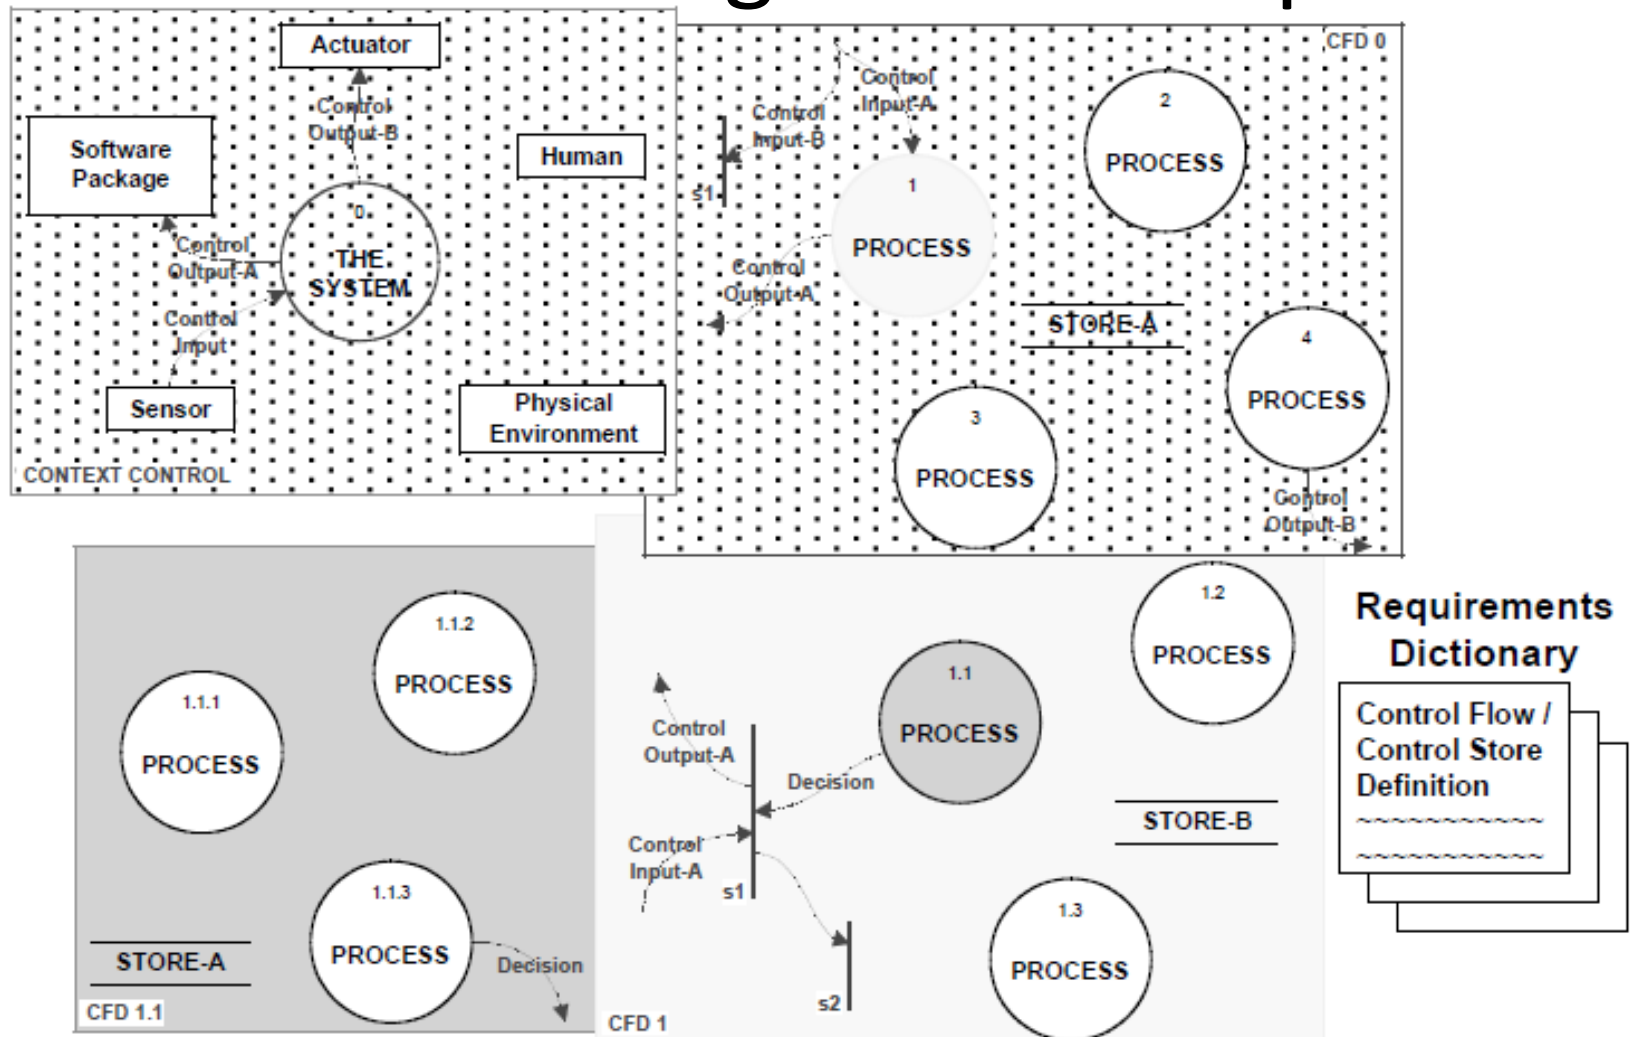 Actuator
Control
Output-B
Software
Package
Human
0
THE
SYSTEM
Control
Output-A
Control
Input
Sensor
Physical
Environment
CONTEXT CONTROL
CFD 0
Control
Input-A
Control
Input-B
s1
1
PROCESS
2
PROCESS
Control
Output-A
STORE-A
4
PROCESS
3
PROCESS
Control
Output-B
1.1.2
PROCESS
1.1.1
PROCESS
1.1.3
PROCESS
STORE-A
Decision
CFD 1.1
1.2
PROCESS
1.1
PROCESS
Control
Output-A
Decision
STORE-B
Control
Input-A
s1
1.3
PROCESS
s2
CFD 1
Requirements
Dictionary
Control Flow /
Control Store
Definition
~~~~~~~~~~~
~~~~~~~~~~~